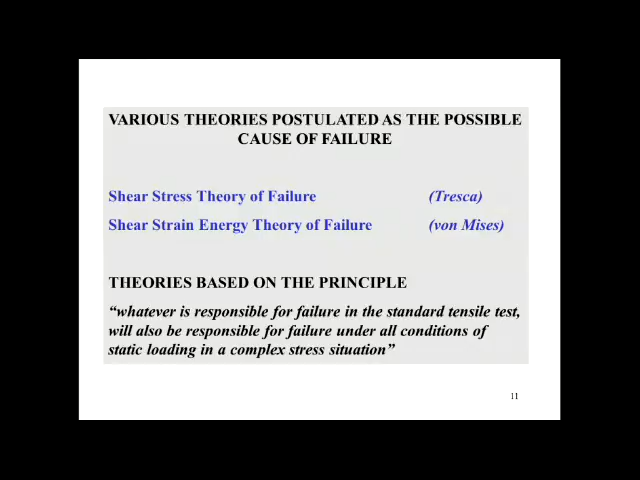 VARIOUS THEORIES POSTULATED AS THE POSSIBLE
CAUSE OF FAILURE
Shear Stress Theory of Failure (Tresca)
Shear Strain Energy Theory of Failure (von Mises)
THEORIES BASED ON THE PRINCIPLE
“whatever is responsible for failure in the standard tensile test,
will also be responsible for failure under all conditions of
static loading in a complex stress situation”
11